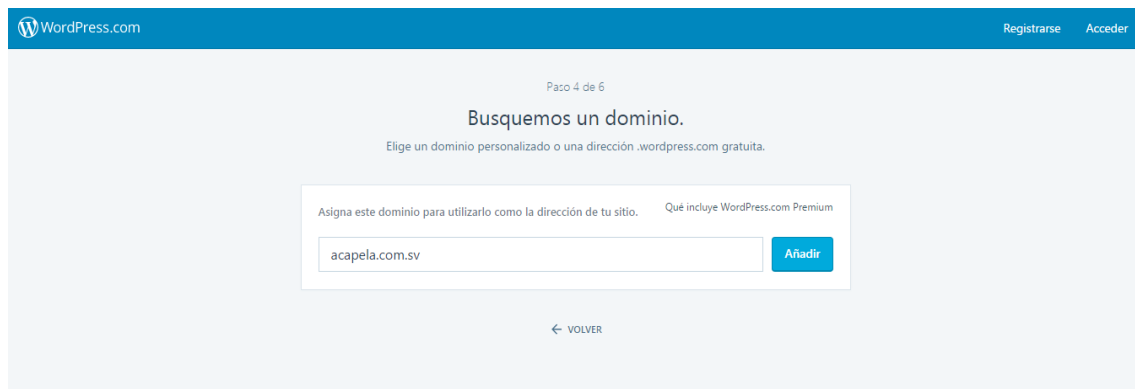 WordPress.com
Registrarse Acceder
Paso 4 de 6
Busquemos un dominio.
Elige un dominio personalizado o una dirección .wordpress.com gratuita.
Asigna este dominio para utilizarlo como la dirección de tu sitio. Qué incluye WordPress.com Premium
acapela.com.sv Añadir
← VOLVER